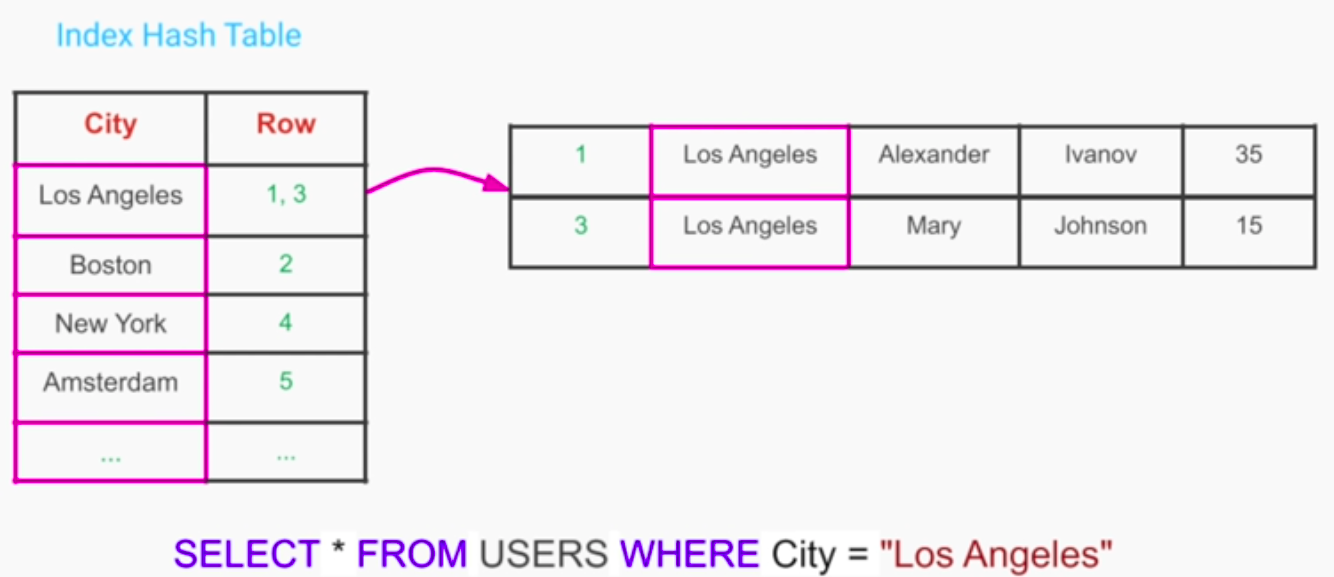 Index Hash Table
City Row
Los Angeles 1, 3
Boston 2
New York 4
Amsterdam 5
... ...
1 Los Angeles Alexander Ivanov 35
3 Los Angeles Mary Johnson 15
SELECT * FROM USERS WHERE City = "Los Angeles"